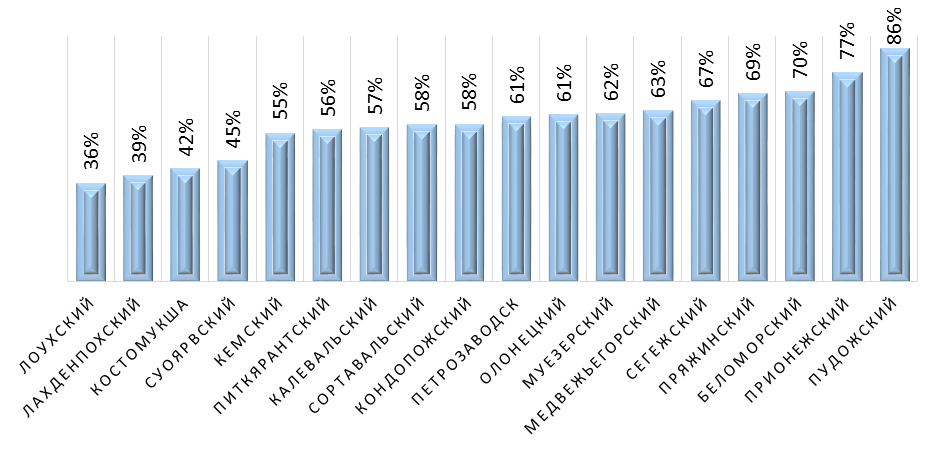 36%
39%
42%
45%
55%
56%
57%
58%
58%
61%
61%
62%
63%
67%
69%
70%
77%
86%
ЛОУХСКИЙ
ЛАХДЕНПОХСКИЙ
КОСТОМУКША
СУОЯРВСКИЙ
КЕМСКИЙ
ПИТКЯРАНТСКИЙ
КАЛЕВАЛЬСКИЙ
СОРТАВАЛЬСКИЙ
КОНДОПОЖСКИЙ
ПЕТРОЗАВОДСК
ОЛОНЕЦКИЙ
МУЕЗЕРСКИЙ
МЕДВЕЖЬЕГОРСКИЙ
СЕГЕЖСКИЙ
ПРЯЖИНСКИЙ
БЕЛОМОРСКИЙ
ПРИОНЕЖСКИЙ
ПУДОЖСКИЙ